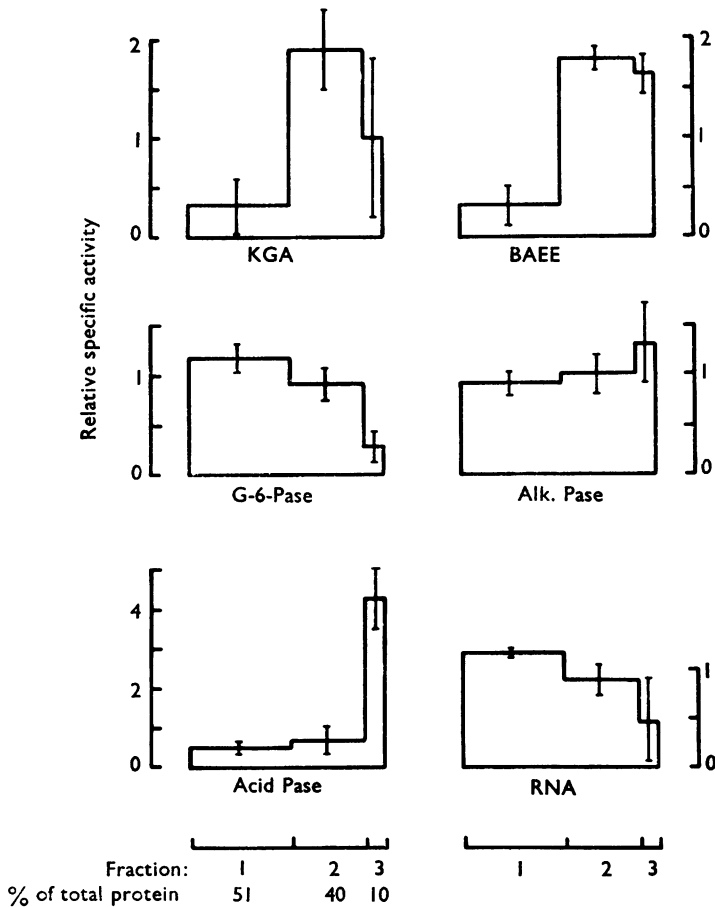 Relative specific activity
2
1
0
KGA
2
1
0
BAEE
1
0
G-6-Pase
1
0
Alk. Pase
4
2
0
Acid Pase
1
0
RNA
Fraction: 1 2 3 1 2 3
% of total protein 51 40 10